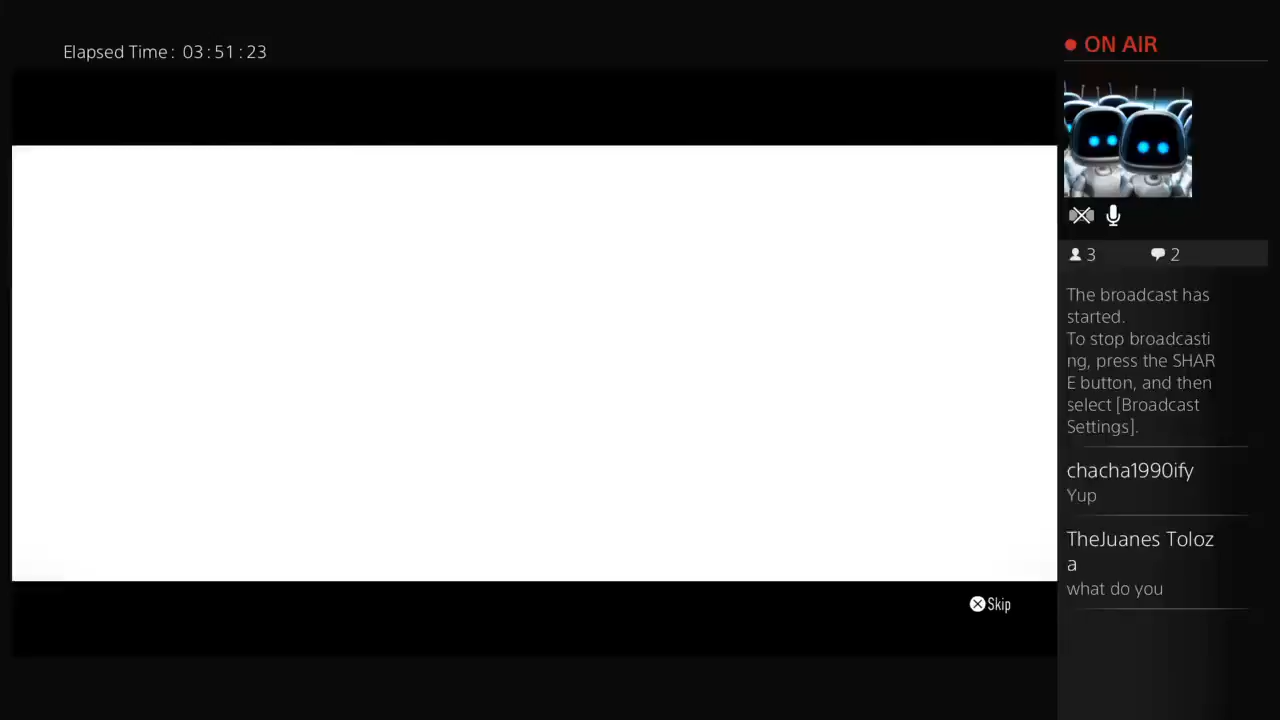 Elapsed Time: 03:51:23
ON AIR
3 2
The broadcast has
started.
To stop broadcasti
ng, press the SHAR
E button, and then
select [Broadcast
Settings].
chacha1990ify
Yup
TheJuanes Toloz
a
what do you
Skip